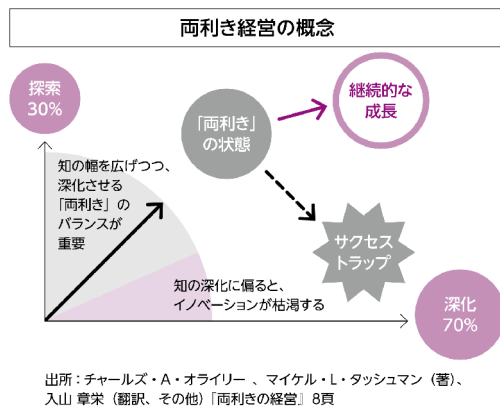 両利き経営の概念
探索
30%
「両利き」
の状態
継続的な
成長
知の幅を広げつつ、
深化させる
「両利き」の
バランスが
重要
サクセス
トラップ
知の深化に偏ると、
イノベーションが枯渇する
深化
70%
出所：チャールズ・A・オライリー 、マイケル・L・タッシュマン（著）、
入山 章栄（翻訳、その他）『両利きの経営』8頁